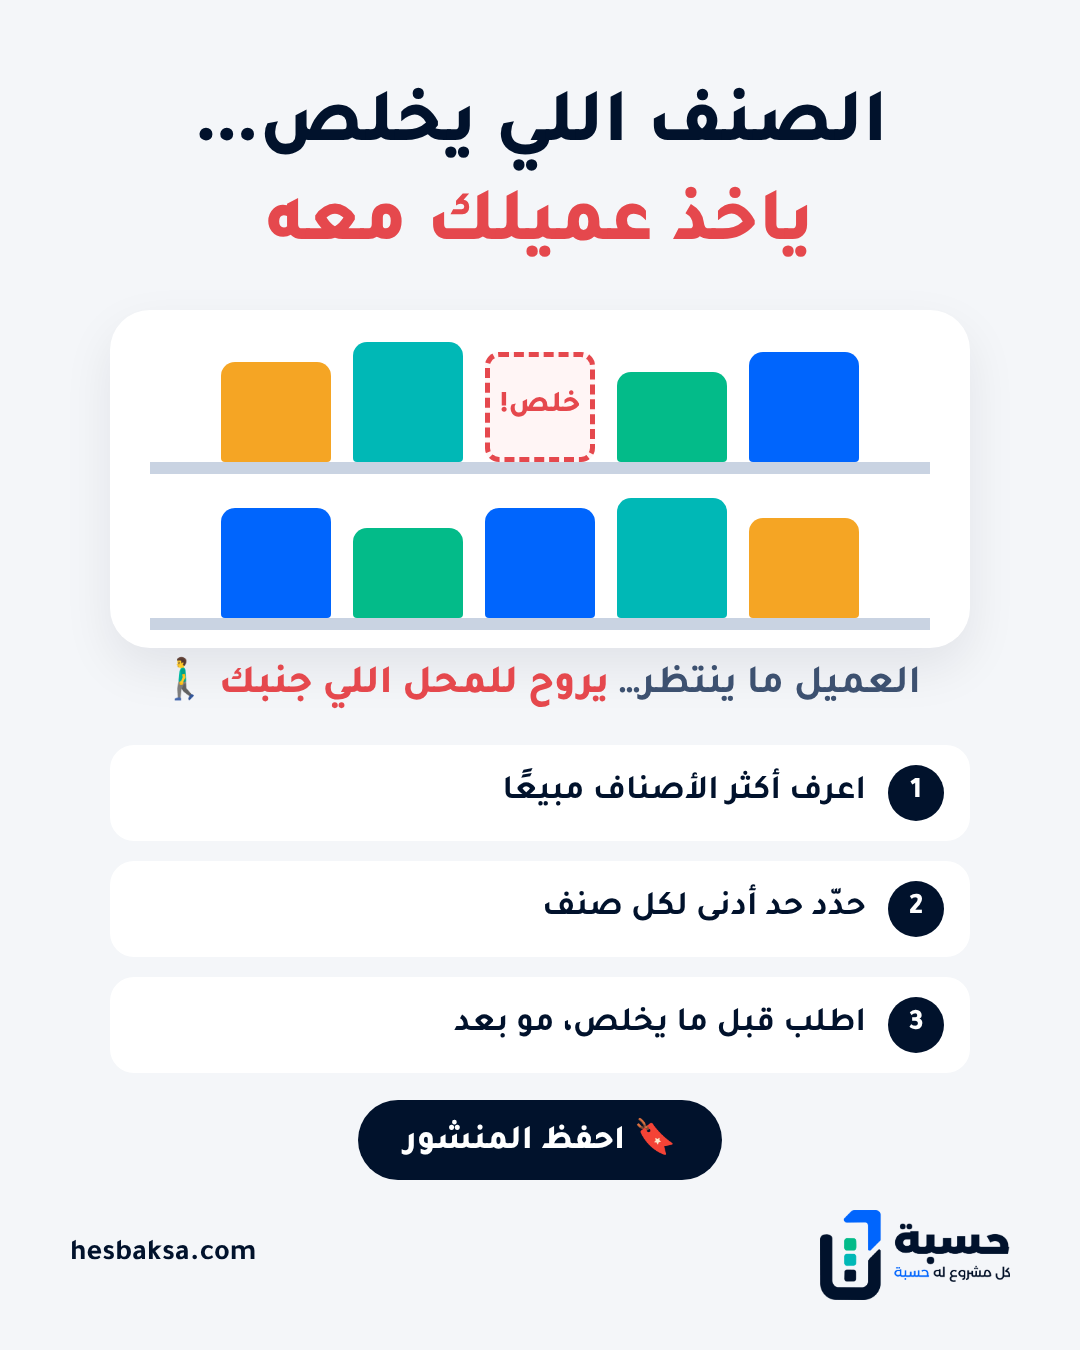 الصنف اللي يخلص...
ياخذ عميلك معه
خلص!
العميل ما ينتظر... يروح للمحل اللي جنبك 🚶‍♂️
1 اعرف أكثر الأصناف مبيعًا
2 حدّد حد أدنى لكل صنف
3 اطلب قبل ما يخلص، مو بعد
🔖 احفظ المنشور
حسبة
كل مشروع له حسبة
hesbaksa.com